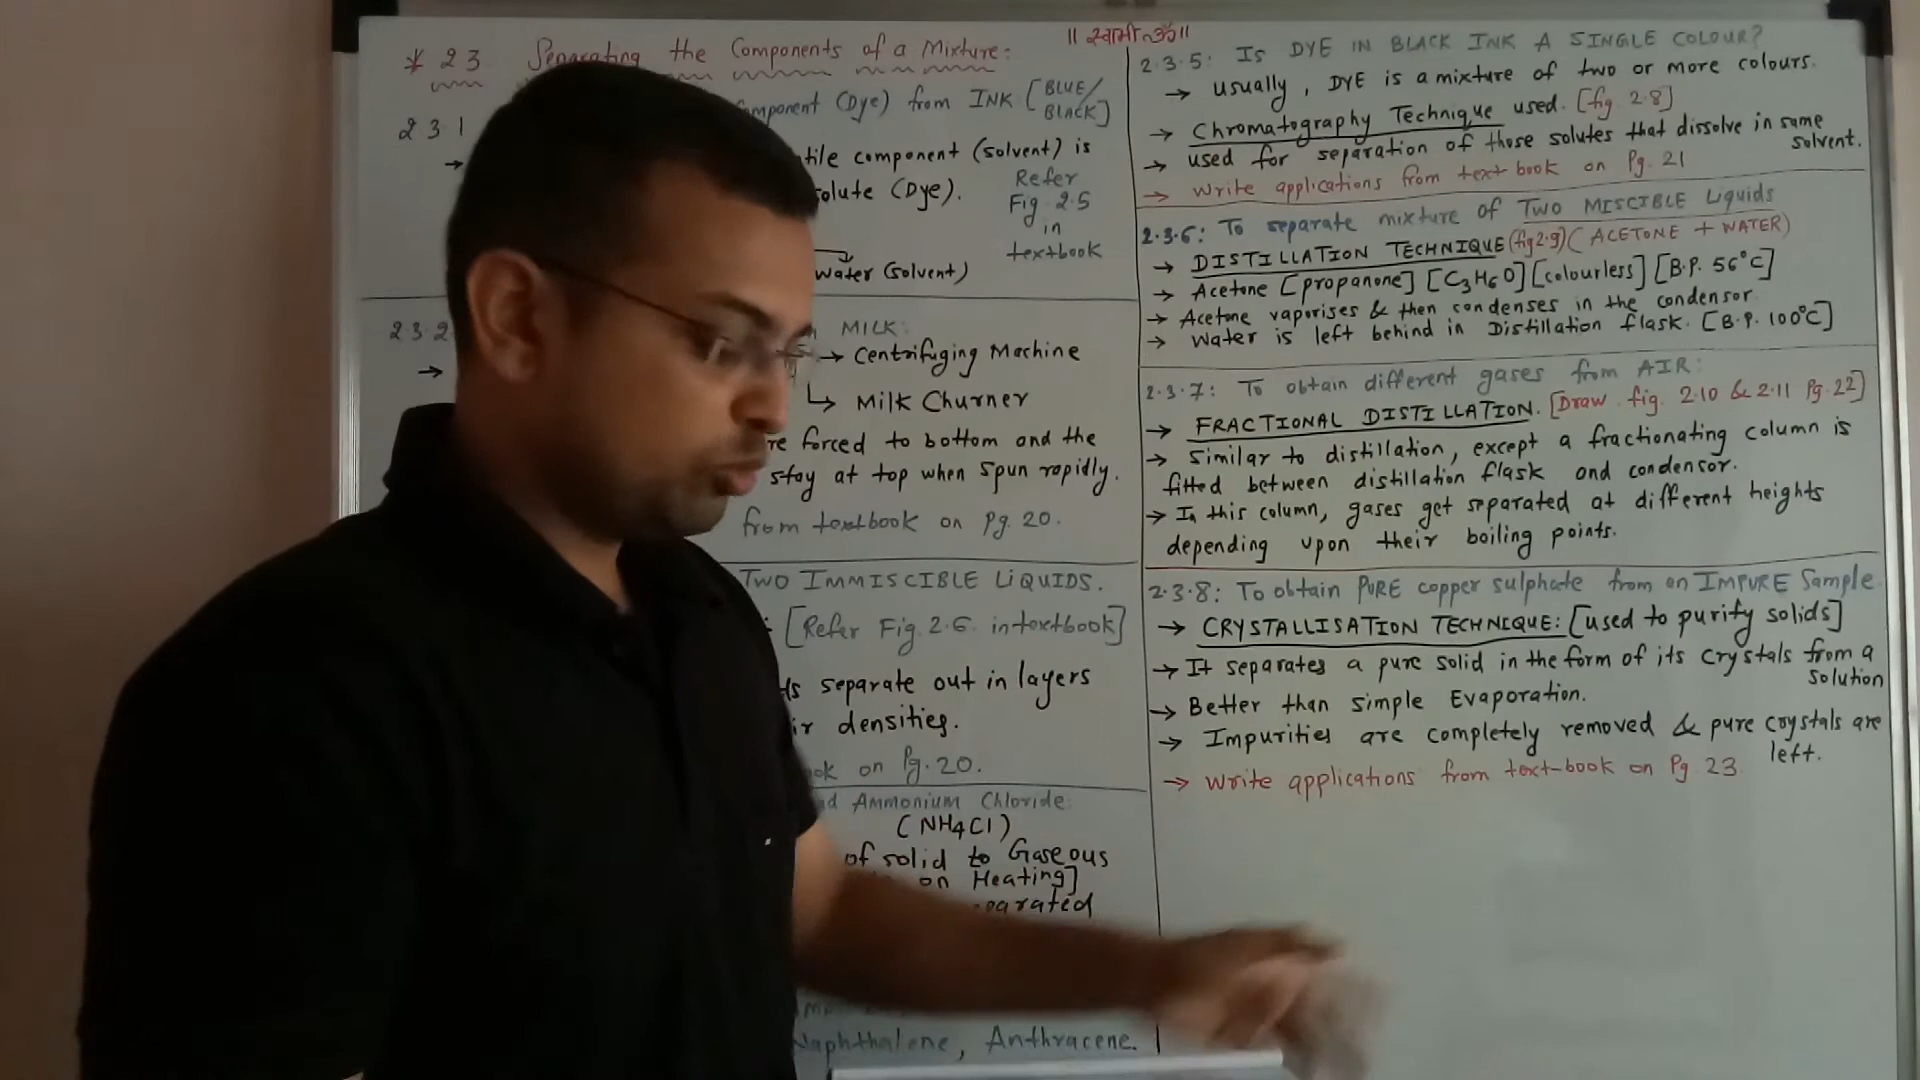 || स्वामी ॐ ||
* 2.3 Separating the Components of a Mixture:
2.3.1 (Dye) from INK [BLUE/BLACK]
→ component (solvent) is
(Dye).
Refer
Fig 2.5
in
textbook
water (solvent)
2.3.2 MILK:
→ → Centrifuging Machine
↳ Milk Churner
forced to bottom and the
stay at top when spun rapidly.
from textbook on pg. 20.
TWO IMMISCIBLE LIQUIDS.
[Refer Fig. 2.6. in textbook]
separate out in layers
densities.
on Pg. 20.
Ammonium Chloride:
(NH4Cl)
of solid to Gaseous
on Heating]
Naphthalene, Anthracene.
2.3.5: Is DYE IN BLACK INK A SINGLE COLOUR?
→ usually, DYE is a mixture of two or more colours.
→ Chromatography Technique used. [fig 2.8]
→ used for separation of those solutes that dissolve in same solvent.
→ write applications from text book on Pg. 21
2.3.6: To separate mixture of TWO MISCIBLE Liquids
→ DISTILLATION TECHNIQUE (fig 2.9) (ACETONE + WATER)
→ Acetone [propanone] [C3H6O] [colourless] [B.P. 56°C]
→ Acetone vaporises & then condenses in the condensor.
→ Water is left behind in Distillation flask. [B.P. 100°C]
2.3.7: To obtain different gases from AIR:
→ FRACTIONAL DISTILLATION. [Draw fig. 2.10 & 2.11 Pg. 22]
→ similar to distillation, except a fractionating column is
fitted between distillation flask and condensor.
→ In this column, gases get separated at different heights
depending upon their boiling points.
2.3.8: To obtain PURE copper sulphate from an IMPURE Sample
→ CRYSTALLISATION TECHNIQUE: [used to purify solids]
→ It separates a pure solid in the form of its crystals from a solution
→ Better than simple Evaporation.
→ Impurities are completely removed & pure crystals are left.
→ write applications from text-book on Pg 23.